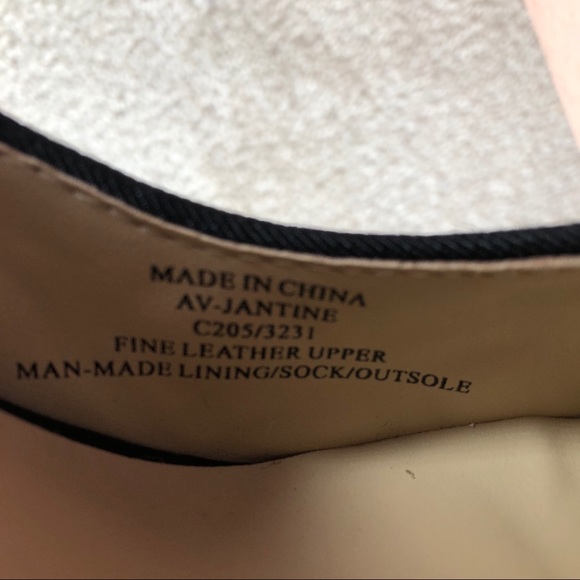 MADE IN CHINA
AV-JANTINE
C205/3231
FINE LEATHER UPPER
MAN-MADE LINING/SOCK/OUTSOLE